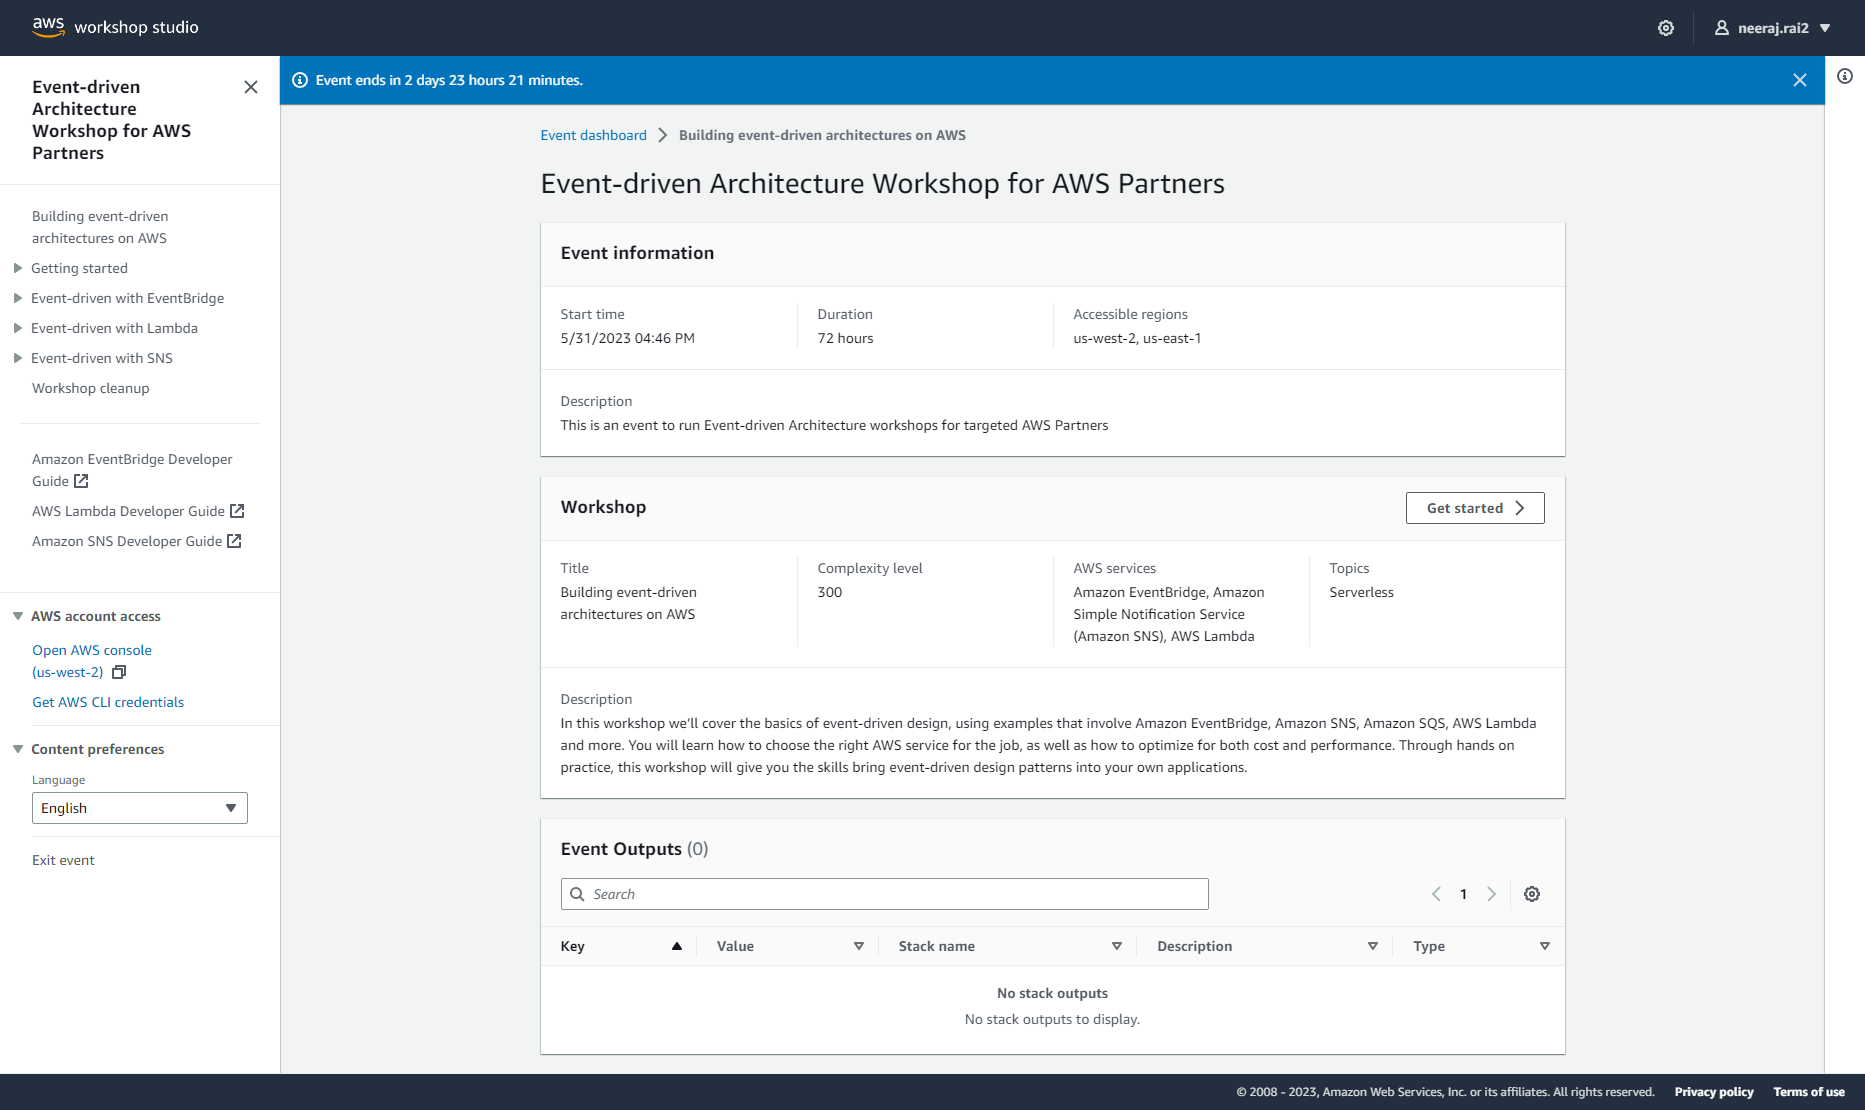 aws workshop studio
neeraj.rai2
Event-driven
Architecture
Workshop for AWS
Partners
Building event-driven
architectures on AWS
Getting started
Event-driven with EventBridge
Event-driven with Lambda
Event-driven with SNS
Workshop cleanup
Amazon EventBridge Developer
Guide
AWS Lambda Developer Guide
Amazon SNS Developer Guide
AWS account access
Open AWS console
(us-west-2)
Get AWS CLI credentials
Content preferences
Language
English
Exit event
Event ends in 2 days 23 hours 21 minutes.
Event dashboard
Building event-driven architectures on AWS
Event-driven Architecture Workshop for AWS Partners
Event information
Start time
5/31/2023 04:46 PM
Duration
72 hours
Accessible regions
us-west-2, us-east-1
Description
This is an event to run Event-driven Architecture workshops for targeted AWS Partners
Workshop
Get started
Title
Building event-driven
architectures on AWS
Complexity level
300
AWS services
Amazon EventBridge, Amazon
Simple Notification Service
(Amazon SNS), AWS Lambda
Topics
Serverless
Description
In this workshop we'll cover the basics of event-driven design, using examples that involve Amazon EventBridge, Amazon SNS, Amazon SQS, AWS Lambda
and more. You will learn how to choose the right AWS service for the job, as well as how to optimize for both cost and performance. Through hands on
practice, this workshop will give you the skills bring event-driven design patterns into your own applications.
Event Outputs (0)
Search
1
Key Value Stack name Description Type
No stack outputs
No stack outputs to display.
© 2008 - 2023, Amazon Web Services, Inc. or its affiliates. All rights reserved. Privacy policy Terms of use